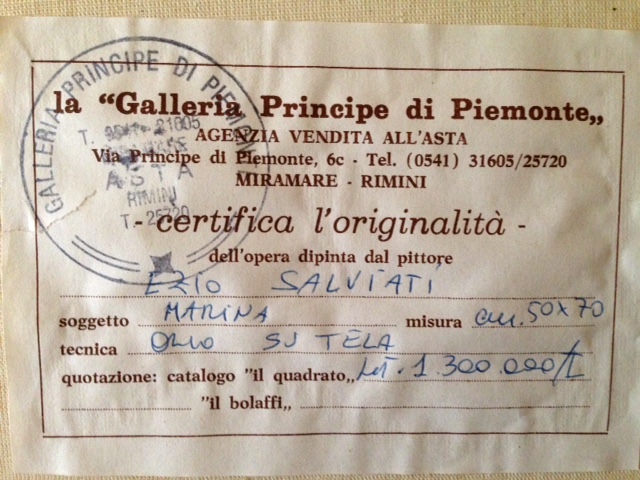 GALLERIA PRINCIPE DI PIEMONTE
ASTA
RIMINI
T. 25720
la "Galleria Principe di Piemonte„
AGENZIA VENDITA ALL'ASTA
Via Principe di Piemonte, 6c - Tel. (0541) 31605/25720
MIRAMARE - RIMINI
- certifica l'originalità -
dell'opera dipinta dal pittore
EZIO SALVIATI
soggetto MARINA misura cm. 50x70
tecnica OLIO SU TELA
quotazione: catalogo "il quadrato„ 1.300.000/L
"il bolaffi„